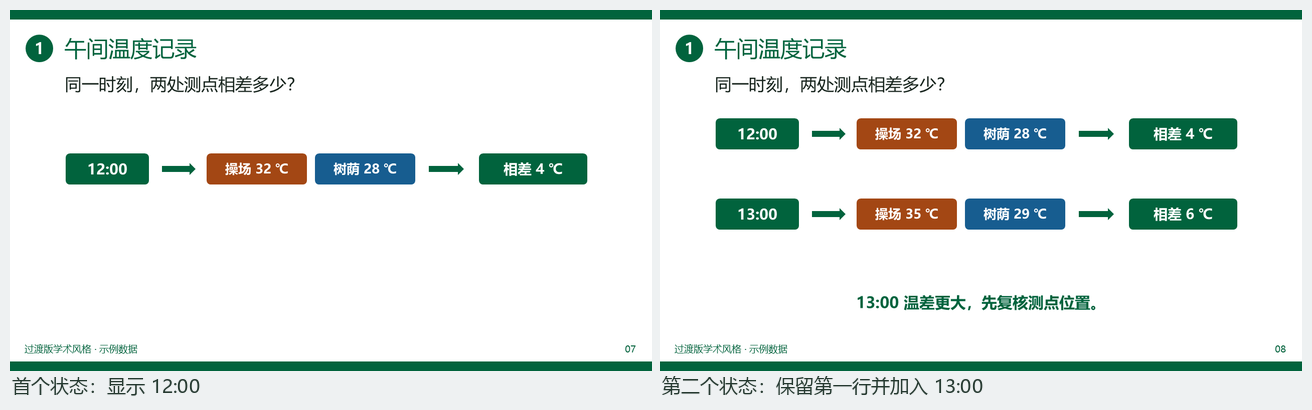 1 午间温度记录
同一时刻，两处测点相差多少？
12:00 操场 32 ℃ 树荫 28 ℃ 相差 4 ℃
过渡版学术风格 · 示例数据 07
首个状态：显示 12:00
1 午间温度记录
同一时刻，两处测点相差多少？
12:00 操场 32 ℃ 树荫 28 ℃ 相差 4 ℃
13:00 操场 35 ℃ 树荫 29 ℃ 相差 6 ℃
13:00 温差更大，先复核测点位置。
过渡版学术风格 · 示例数据 08
第二个状态：保留第一行并加入 13:00